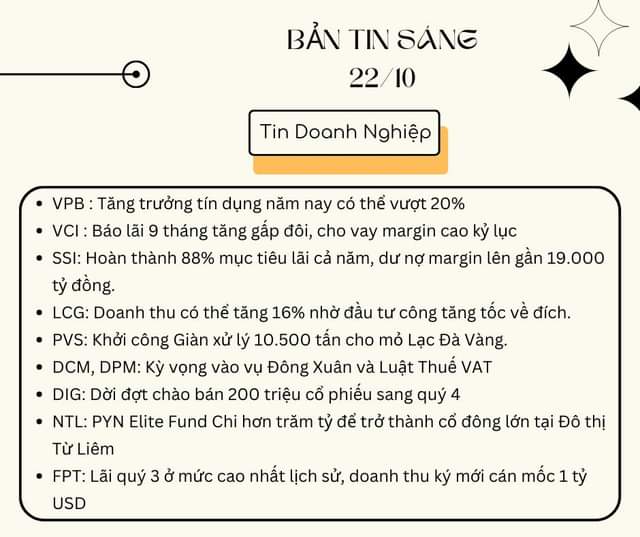 BẢN TIN SÁNG
22/10
Tin Doanh Nghiệp
• VPB : Tăng trưởng tín dụng năm nay có thể vượt 20%
• VCI : Báo lãi 9 tháng tăng gấp đôi, cho vay margin cao kỷ lục
• SSI: Hoàn thành 88% mục tiêu lãi cả năm, dư nợ margin lên gần 19.000
tỷ đồng.
• LCG: Doanh thu có thể tăng 16% nhờ đầu tư công tăng tốc về đích.
• PVS: Khởi công Giàn xử lý 10.500 tấn cho mỏ Lạc Đà Vàng.
• DCM, DPM: Kỳ vọng vào vụ Đông Xuân và Luật Thuế VAT
• DIG: Dời đợt chào bán 200 triệu cổ phiếu sang quý 4
• NTL: PYN Elite Fund Chi hơn trăm tỷ để trở thành cổ đông lớn tại Đô thị
Từ Liêm
• FPT: Lãi quý 3 ở mức cao nhất lịch sử, doanh thu ký mới cán mốc 1 tỷ
USD